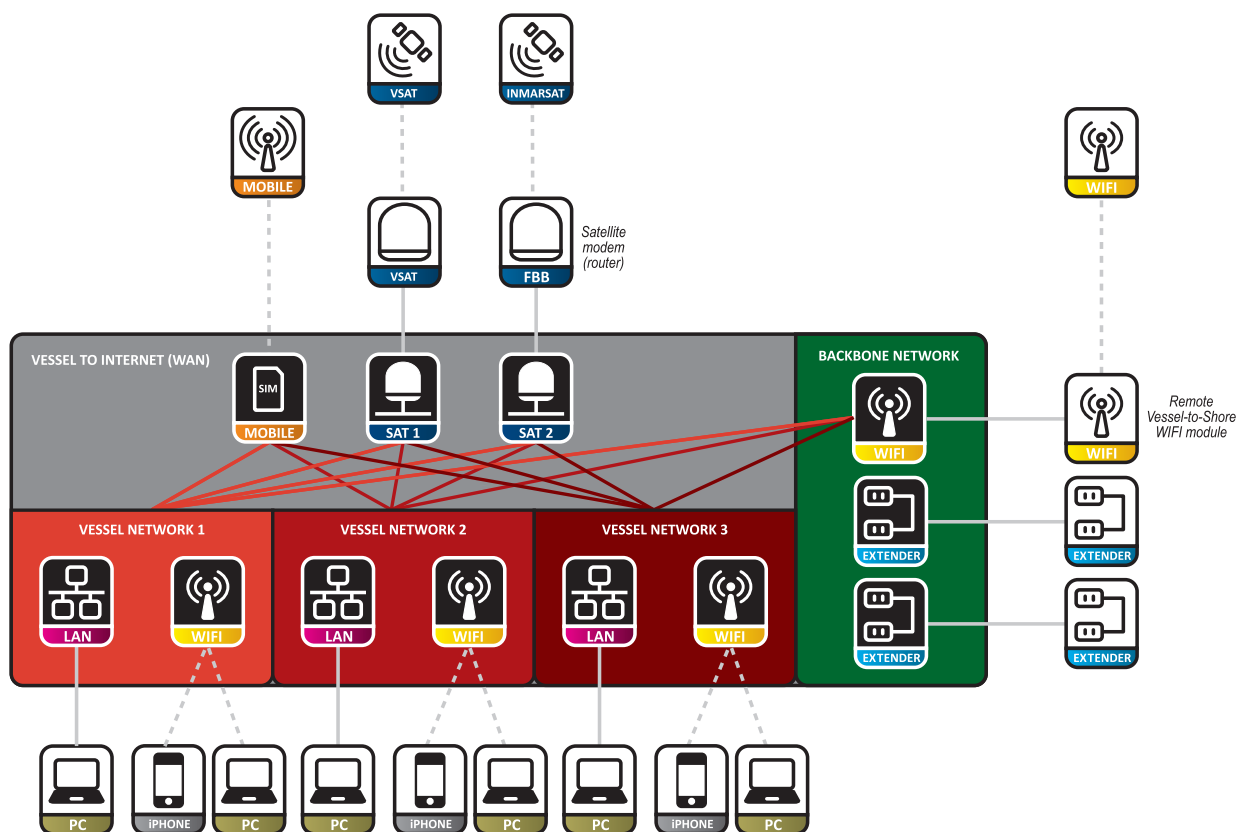 VSAT
INMARSAT
MOBILE
WIFI
VSAT
FBB
Satellite
modem
(router)
VESSEL TO INTERNET (WAN)
SIM
MOBILE
SAT 1
SAT 2
BACKBONE NETWORK
WIFI
WIFI
Remote
Vessel-to-Shore
WIFI module
EXTENDER
EXTENDER
EXTENDER
EXTENDER
VESSEL NETWORK 1
LAN
WIFI
VESSEL NETWORK 2
LAN
WIFI
VESSEL NETWORK 3
LAN
WIFI
PC
iPHONE
PC
PC
iPHONE
PC
PC
iPHONE
PC